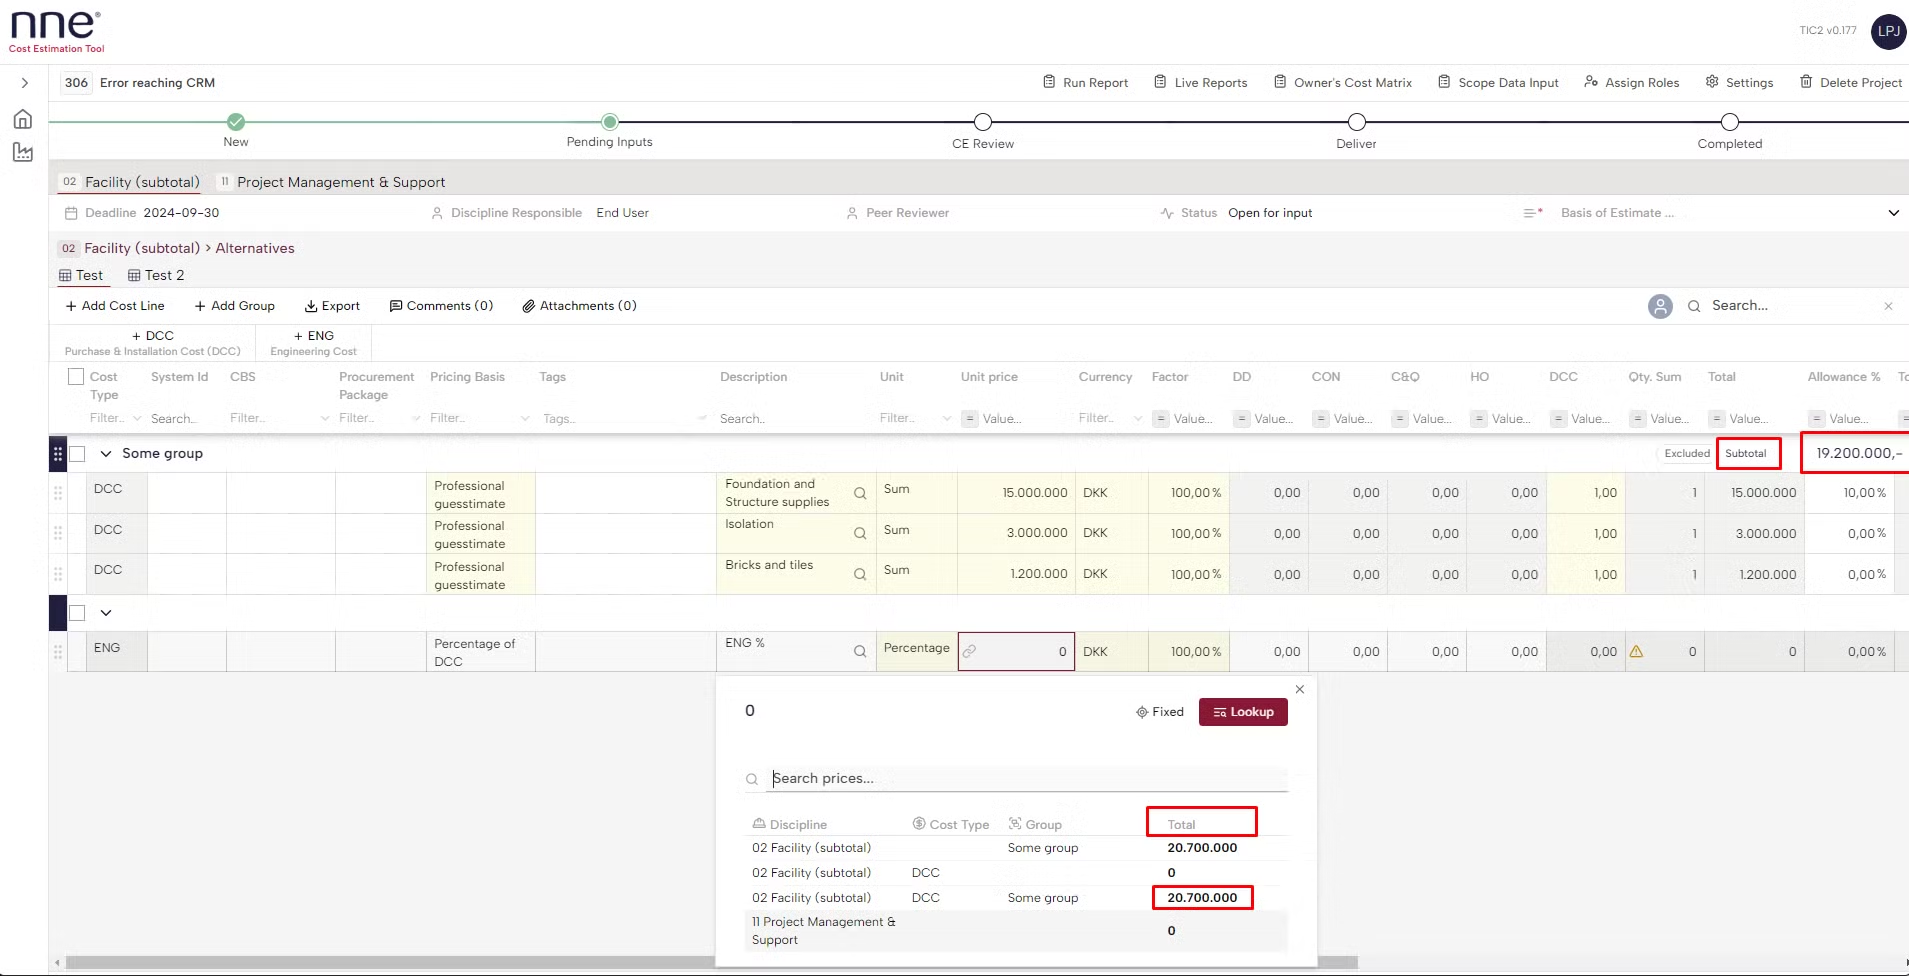 nne®
Cost Estimation Tool
TIC2 v0.177
LPJ
306 Error reaching CRM
Run Report Live Reports Owner's Cost Matrix Scope Data Input Assign Roles Settings Delete Project
New Pending Inputs CE Review Deliver Completed
02 Facility (subtotal) 11 Project Management & Support
Deadline 2024-09-30 Discipline Responsible End User Peer Reviewer Status Open for input * Basis of Estimate ...
02 Facility (subtotal) > Alternatives
Test Test 2
+ Add Cost Line + Add Group Export Comments (0) Attachments (0) Search...
+ DCC + ENG
Purchase & Installation Cost (DCC) Engineering Cost
Cost Type System Id CBS Procurement Package Pricing Basis Tags Description Unit Unit price Currency Factor DD CON C&Q HO DCC Qty. Sum Total Allowance %
Filter... Search... Filter... Filter... Filter... Tags... Search... Filter... = Value... Filter... = Value... = Value... = Value... = Value... = Value... = Value... = Value... = Value... = Value... =
Some group Excluded Subtotal 19.200.000,-
DCC Professional guesstimate Foundation and Structure supplies Sum 15.000.000 DKK 100,00% 0,00 0,00 0,00 0,00 1,00 1 15.000.000 10,00%
DCC Professional guesstimate Isolation Sum 3.000.000 DKK 100,00% 0,00 0,00 0,00 0,00 1,00 1 3.000.000 0,00%
DCC Professional guesstimate Bricks and tiles Sum 1.200.000 DKK 100,00% 0,00 0,00 0,00 0,00 1,00 1 1.200.000 0,00%
ENG Percentage of DCC ENG % Percentage 0 DKK 100,00% 0,00 0,00 0,00 0,00 0,00 0 0 0,00%
0 Fixed Lookup
Search prices...
Discipline Cost Type Group Total
02 Facility (subtotal) Some group 20.700.000
02 Facility (subtotal) DCC 0
02 Facility (subtotal) DCC Some group 20.700.000
11 Project Management & Support 0